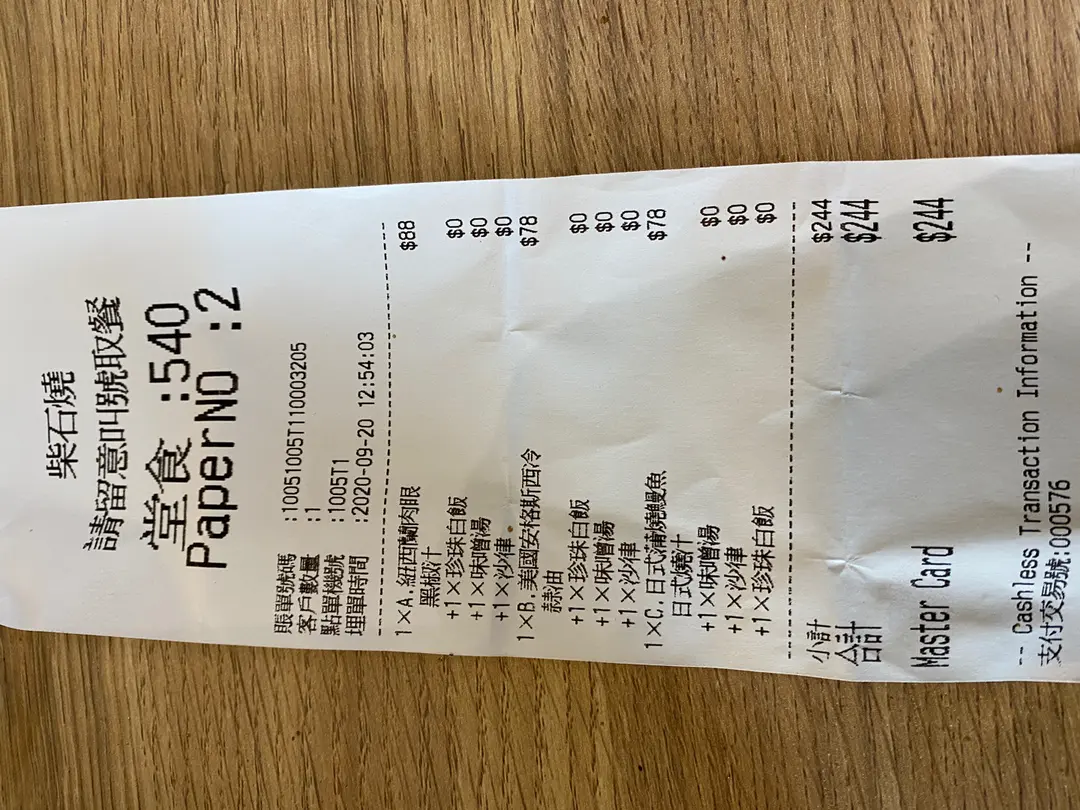 柴石燒
請留意叫號取餐
堂食 :540
PaperNO :2
賬單號碼 :10051005T110003205
客戶數量 :1
點單機號 :1005T1
埋單時間 :2020-09-20 12:54:03
1×A.紐西蘭肉眼 $88
黑椒汁
+1×珍珠白飯 $0
+1×味噌湯 $0
+1×沙律 $0
1×B.美國安格斯西冷 $78
+1×珍珠白飯 $0
+1×味噌湯 $0
+1×沙律 $0
1×C.日式蒲燒鰻魚 $78
日式燒汁
+1×味噌湯 $0
+1×沙律 $0
+1×珍珠白飯 $0
小計 $244
合計 $244
Master Card $244
-- Cashless Transaction Information --
支付交易號:0005576